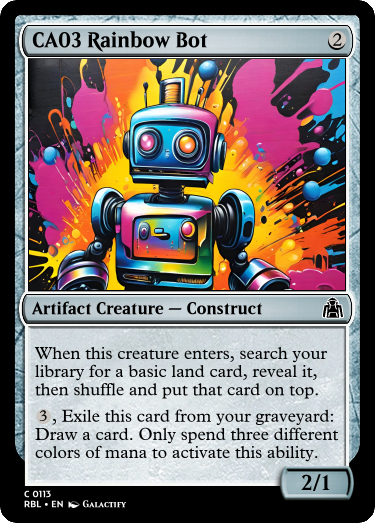 CA03 Rainbow Bot 2
Artifact Creature — Construct
When this creature enters, search your
library for a basic land card, reveal it,
then shuffle and put that card on top.
3 , Exile this card from your graveyard:
Draw a card. Only spend three different
colors of mana to activate this ability.
2/1
C 0113
RBL • EN Galactify